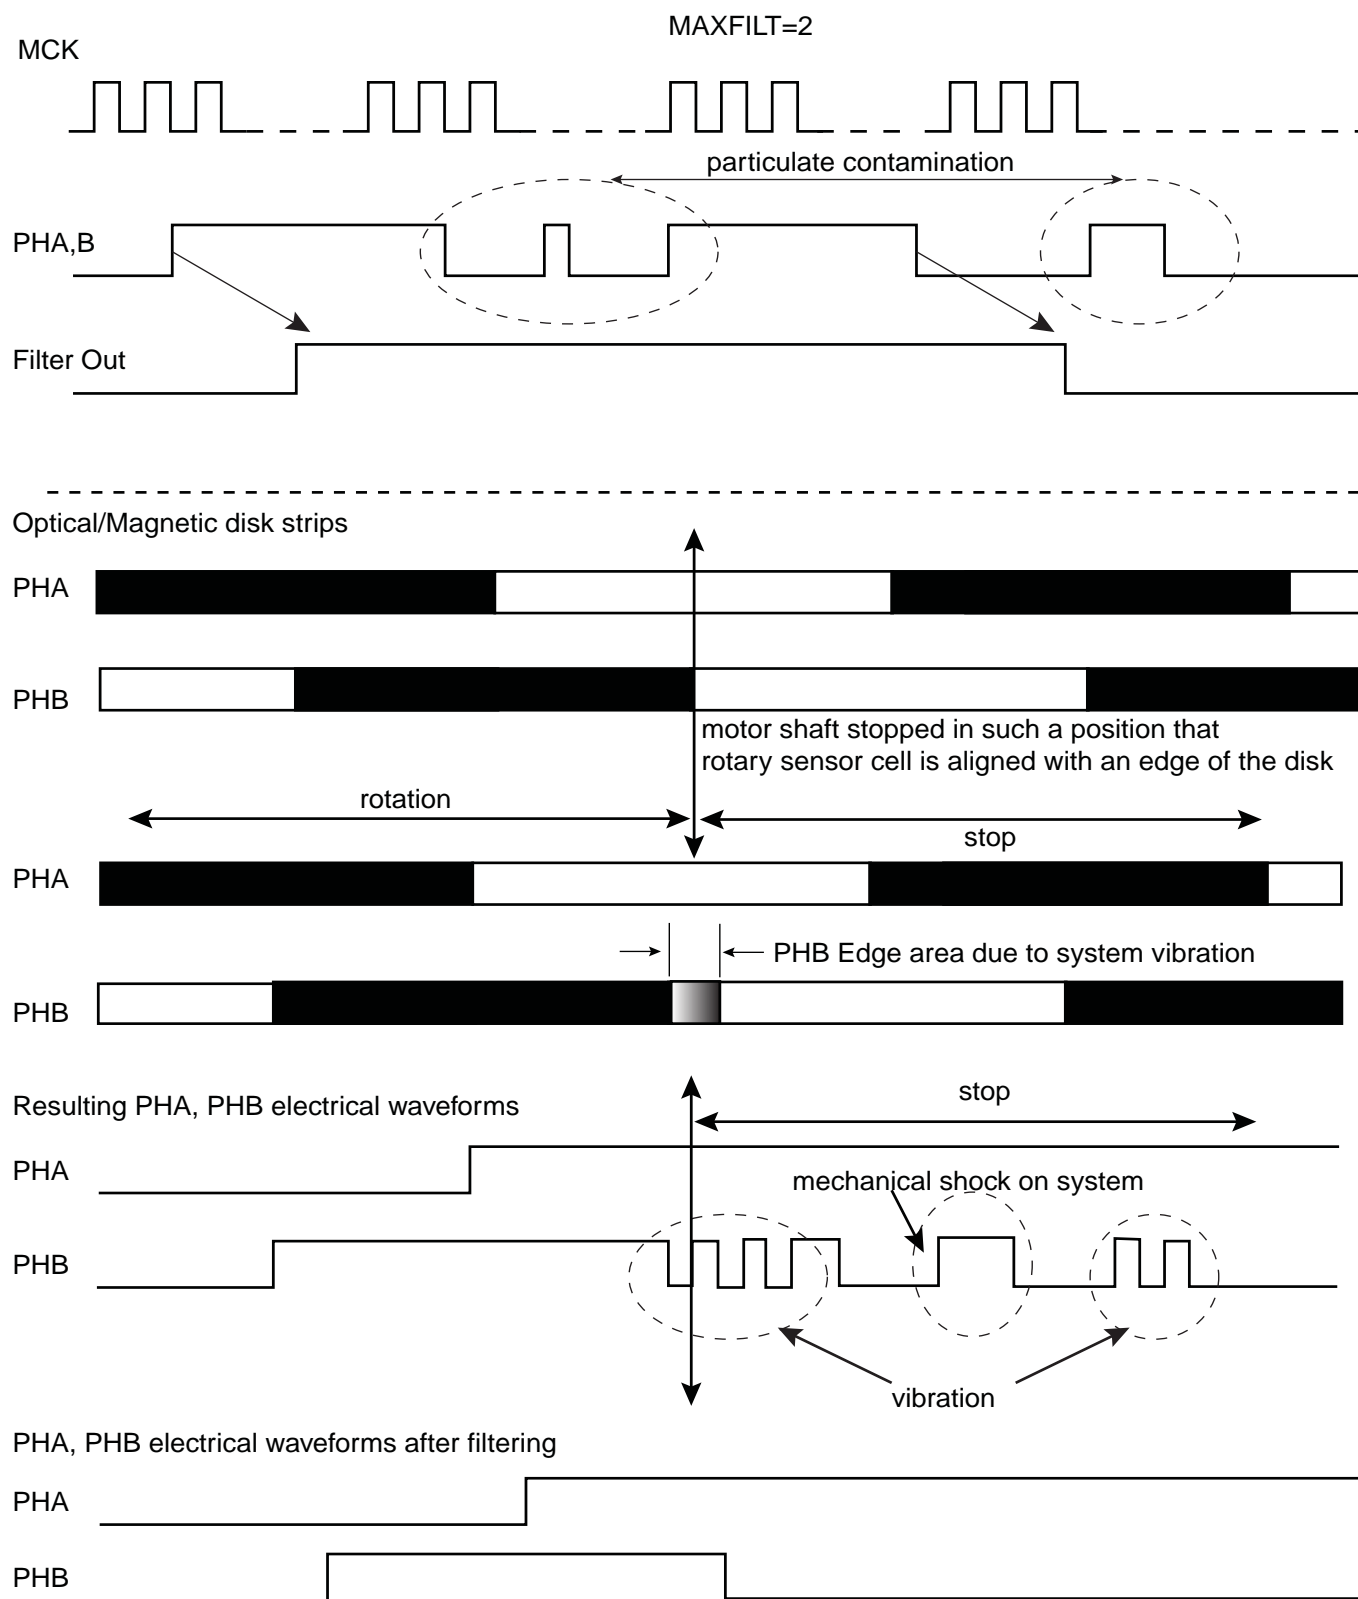 MAXFILT=2
MCK
particulate contamination
PHA,B
Filter Out
Optical/Magnetic disk strips
PHA
PHB
motor shaft stopped in such a position that
rotary sensor cell is aligned with an edge of the disk
rotation
stop
PHA
PHB Edge area due to system vibration
PHB
Resulting PHA, PHB electrical waveforms
stop
PHA
mechanical shock on system
PHB
vibration
PHA, PHB electrical waveforms after filtering
PHA
PHB